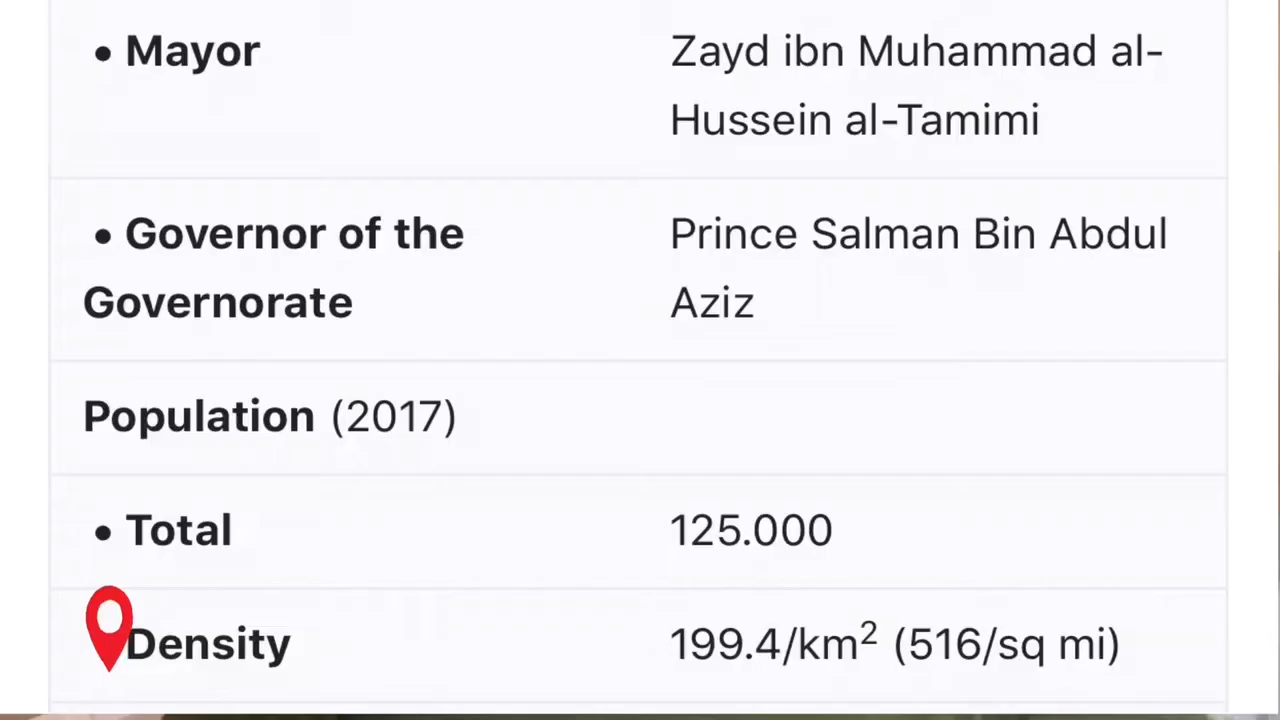 • Mayor
Zayd ibn Muhammad al-
Hussein al-Tamimi
• Governor of the
Governorate
Prince Salman Bin Abdul
Aziz
Population (2017)
• Total
125.000
Density
199.4/km² (516/sq mi)